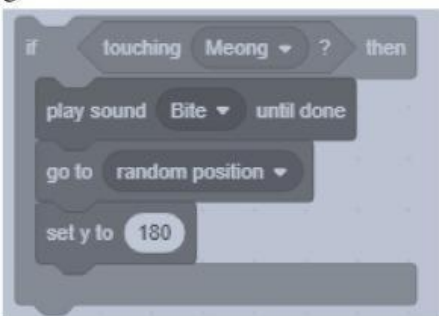 if touching Meong ? then
play sound Bite until done
go to random position
set y to 180